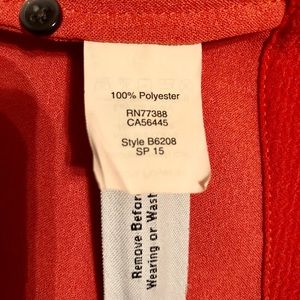 100% Polyester
RN77388
CA56445
Style B6208
SP 15
Remove Before
Wearing or Wash